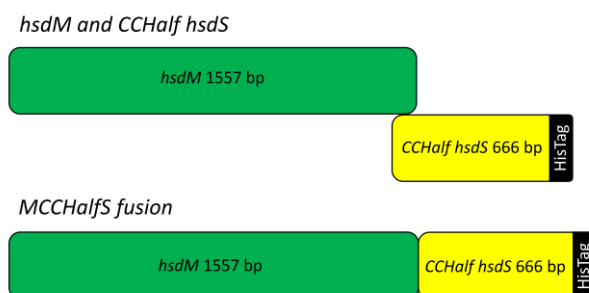 hsdM and CCHalf hsdS
hsdM 1557 bp
CCHalf hsdS 666 bp
HisTag
MCCHalfS fusion
hsdM 1557 bp
CCHalf hsdS 666 bp
HisTag